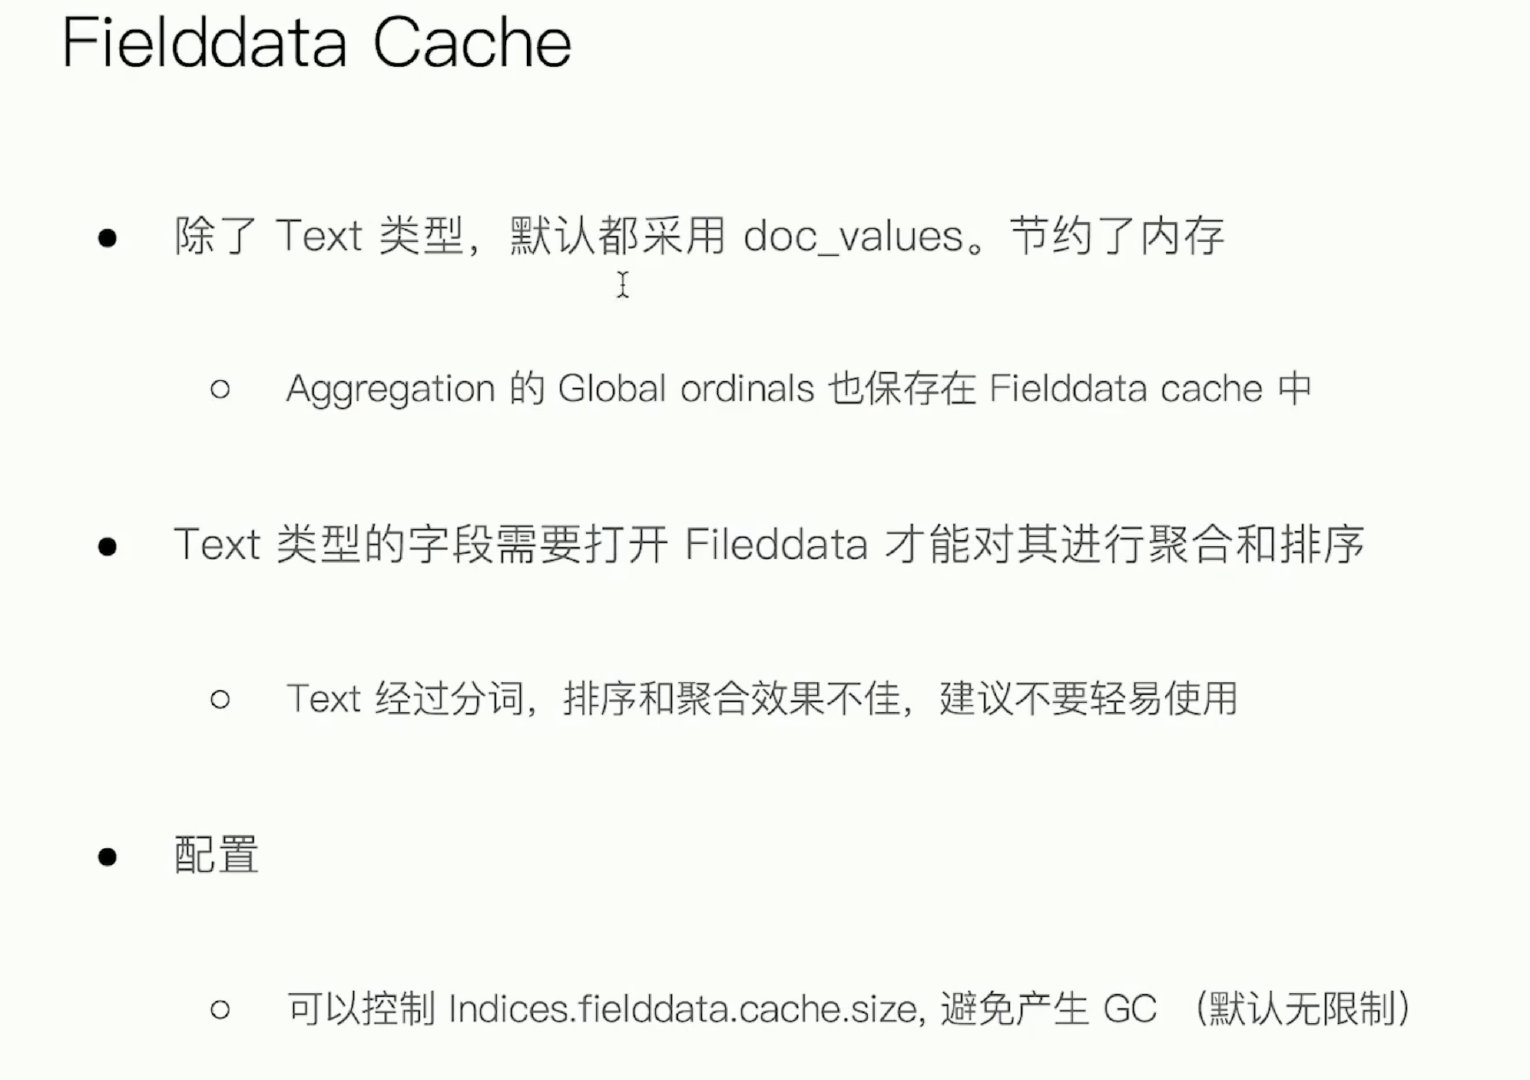 Fielddata Cache
● 除了 Text 类型，默认都采用 doc_values。节约了内存
○ Aggregation 的 Global ordinals 也保存在 Fielddata cache 中
● Text 类型的字段需要打开 Fileddata 才能对其进行聚合和排序
○ Text 经过分词，排序和聚合效果不佳，建议不要轻易使用
● 配置
○ 可以控制 Indices.fielddata.cache.size, 避免产生 GC （默认无限制）